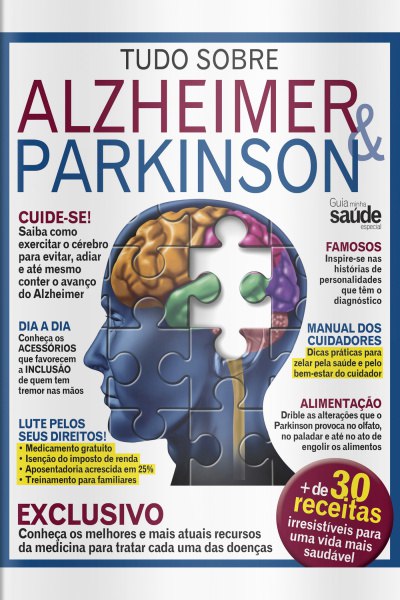 TUDO SOBRE
ALZHEIMER
& PARKINSON
Guia minha
saúde
especial
CUIDE-SE!
Saiba como
exercitar o cérebro
para evitar, adiar
e até mesmo
conter o avanço
do Alzheimer
DIA A DIA
Conheça os
ACESSÓRIOS
que favorecem
a INCLUSÃO
de quem tem
tremor nas mãos
LUTE PELOS
SEUS DIREITOS!
• Medicamento gratuito
• Isenção do imposto de renda
• Aposentadoria acrescida em 25%
• Treinamento para familiares
FAMOSOS
Inspire-se nas
histórias de
personalidades
que têm o
diagnóstico
MANUAL DOS
CUIDADORES
Dicas práticas para
zelar pela saúde e pelo
bem-estar do cuidador
ALIMENTAÇÃO
Drible as alterações que o
Parkinson provoca no olfato,
no paladar e até no ato de
engolir os alimentos
EXCLUSIVO
Conheça os melhores e mais atuais recursos
da medicina para tratar cada uma das doenças
+ de 30
receitas
irresistíveis para
uma vida mais
saudável